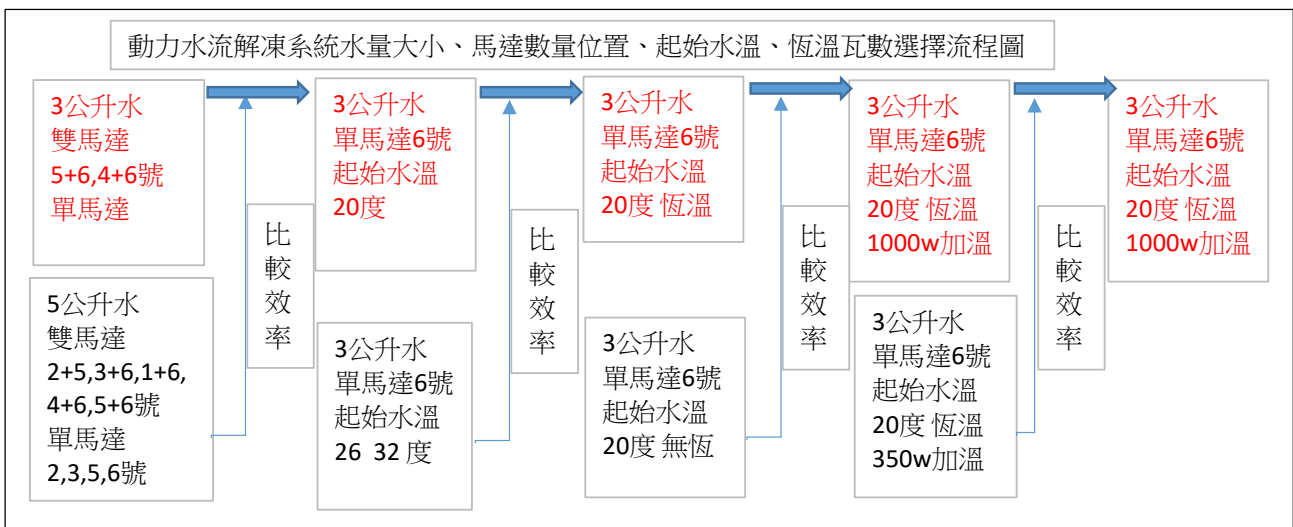 動力水流解凍系統水量大小、馬達數量位置、起始水溫、恆溫瓦數選擇流程圖
3公升水
雙馬達
5+6,4+6號
單馬達
5公升水
雙馬達
2+5,3+6,1+6,
4+6,5+6號
單馬達
2,3,5,6號
比
較
效
率
3公升水
單馬達6號
起始水溫
20度
3公升水
單馬達6號
起始水溫
26 32 度
比
較
效
率
3公升水
單馬達6號
起始水溫
20度 恆溫
3公升水
單馬達6號
起始水溫
20度 無恆
比
較
效
率
3公升水
單馬達6號
起始水溫
20度 恆溫
1000w加溫
3公升水
單馬達6號
起始水溫
20度 恆溫
350w加溫
比
較
效
率
3公升水
單馬達6號
起始水溫
20度 恆溫
1000w加溫